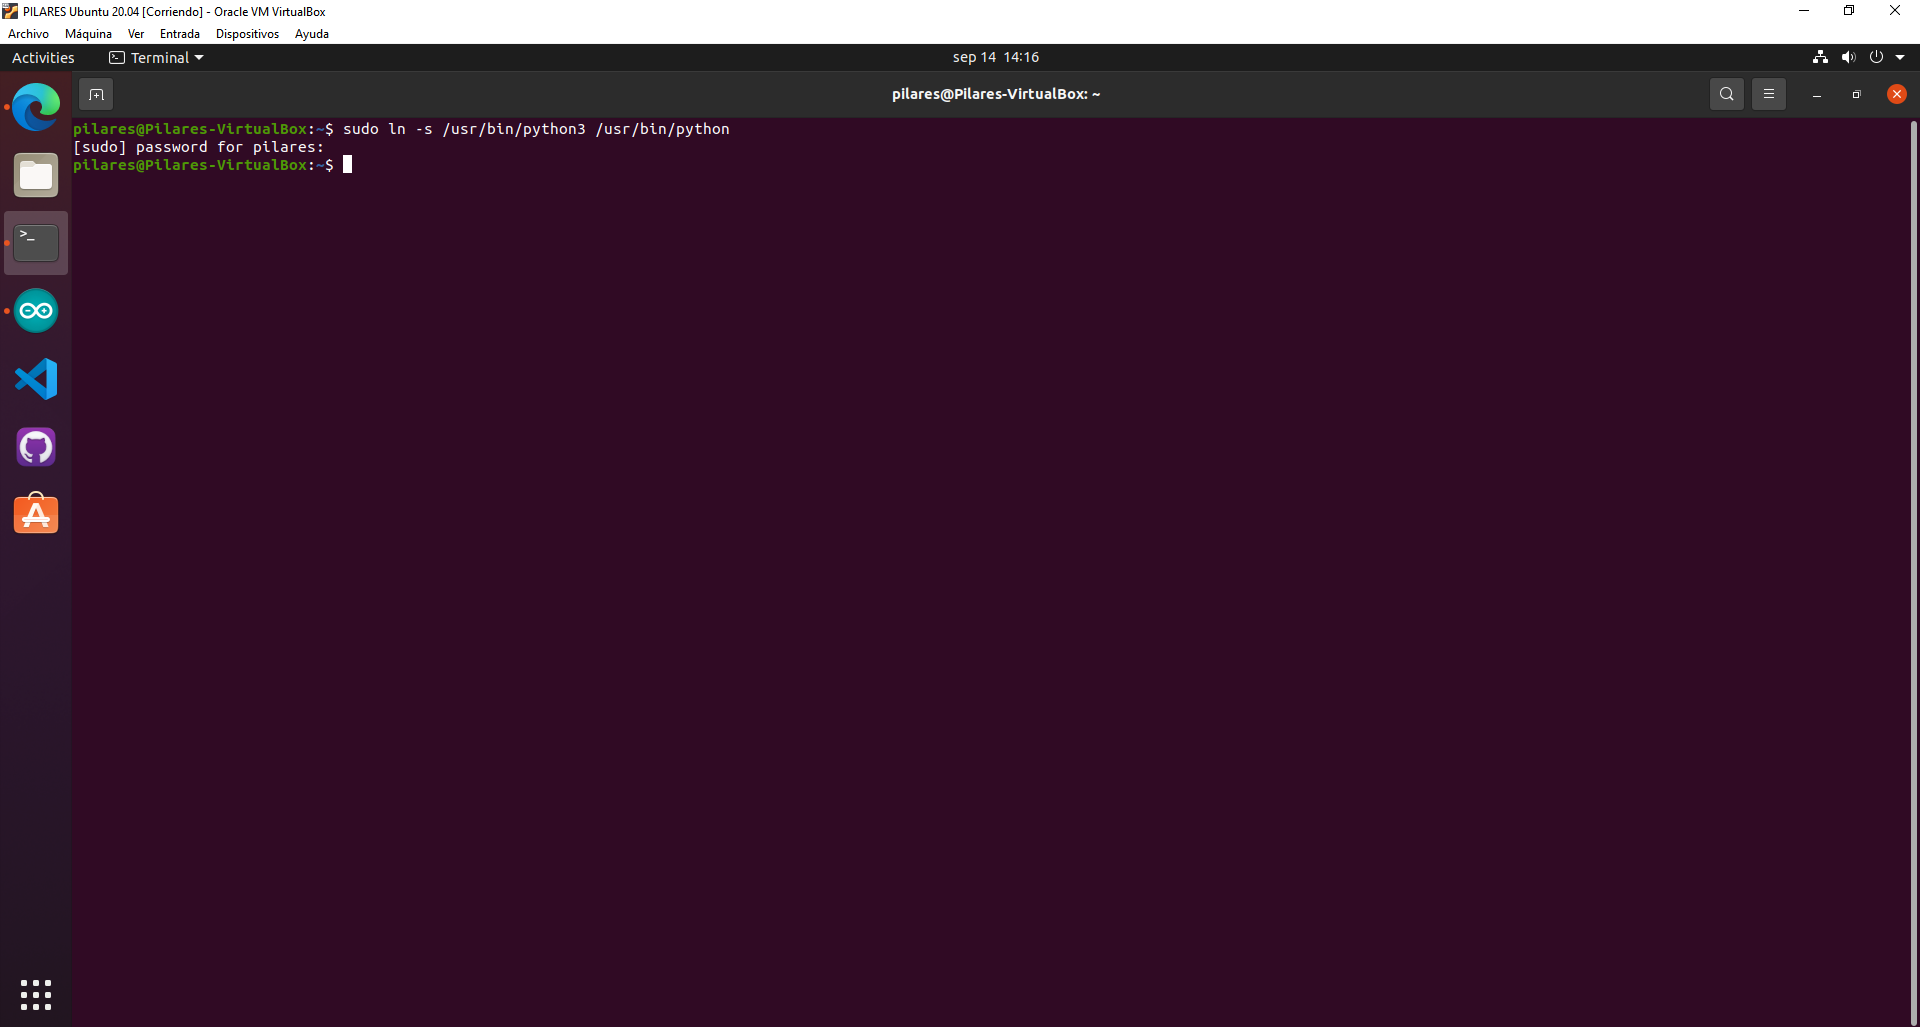 PILARES Ubuntu 20.04 [Corriendo] - Oracle VM VirtualBox
Archivo Máquina Ver Entrada Dispositivos Ayuda
Activities Terminal sep 14 14:16
pilares@Pilares-VirtualBox: ~
pilares@Pilares-VirtualBox:~$ sudo ln -s /usr/bin/python3 /usr/bin/python
[sudo] password for pilares:
pilares@Pilares-VirtualBox:~$